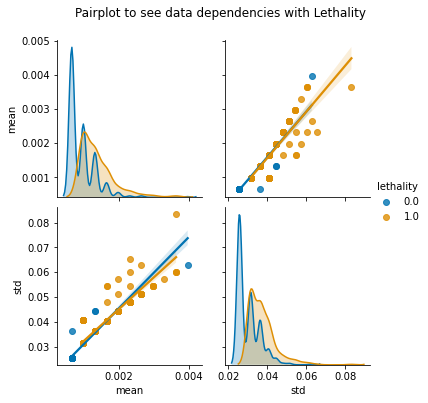 Pairplot to see data dependencies with Lethality
0.005
0.004
0.003
0.002
0.001
mean
lethality
0.0
1.0
0.08
0.07
0.06
0.05
0.04
0.03
std
0.002 0.004
mean
0.02 0.04 0.06 0.08
std